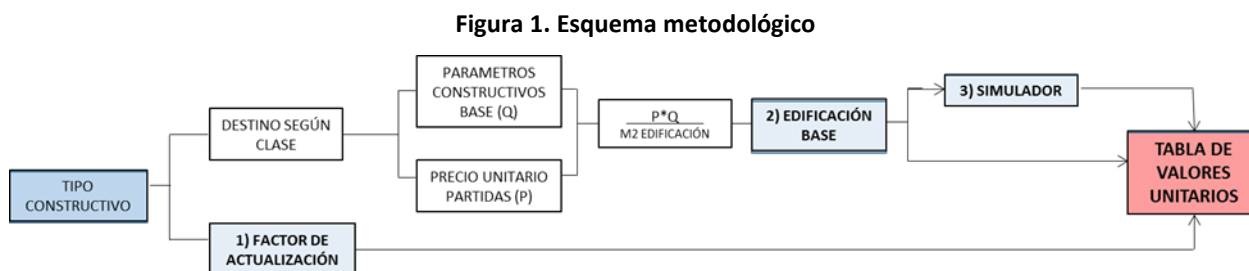 Figura 1. Esquema metodológico
TIPO
CONSTRUCTIVO
DESTINO SEGÚN
CLASE
1) FACTOR DE
ACTUALIZACIÓN
PARAMETROS
CONSTRUCTIVOS
BASE (Q)
PRECIO UNITARIO
PARTIDAS (P)
P*Q
M2 EDIFICACIÓN
2) EDIFICACIÓN
BASE
3) SIMULADOR
TABLA DE
VALORES
UNITARIOS